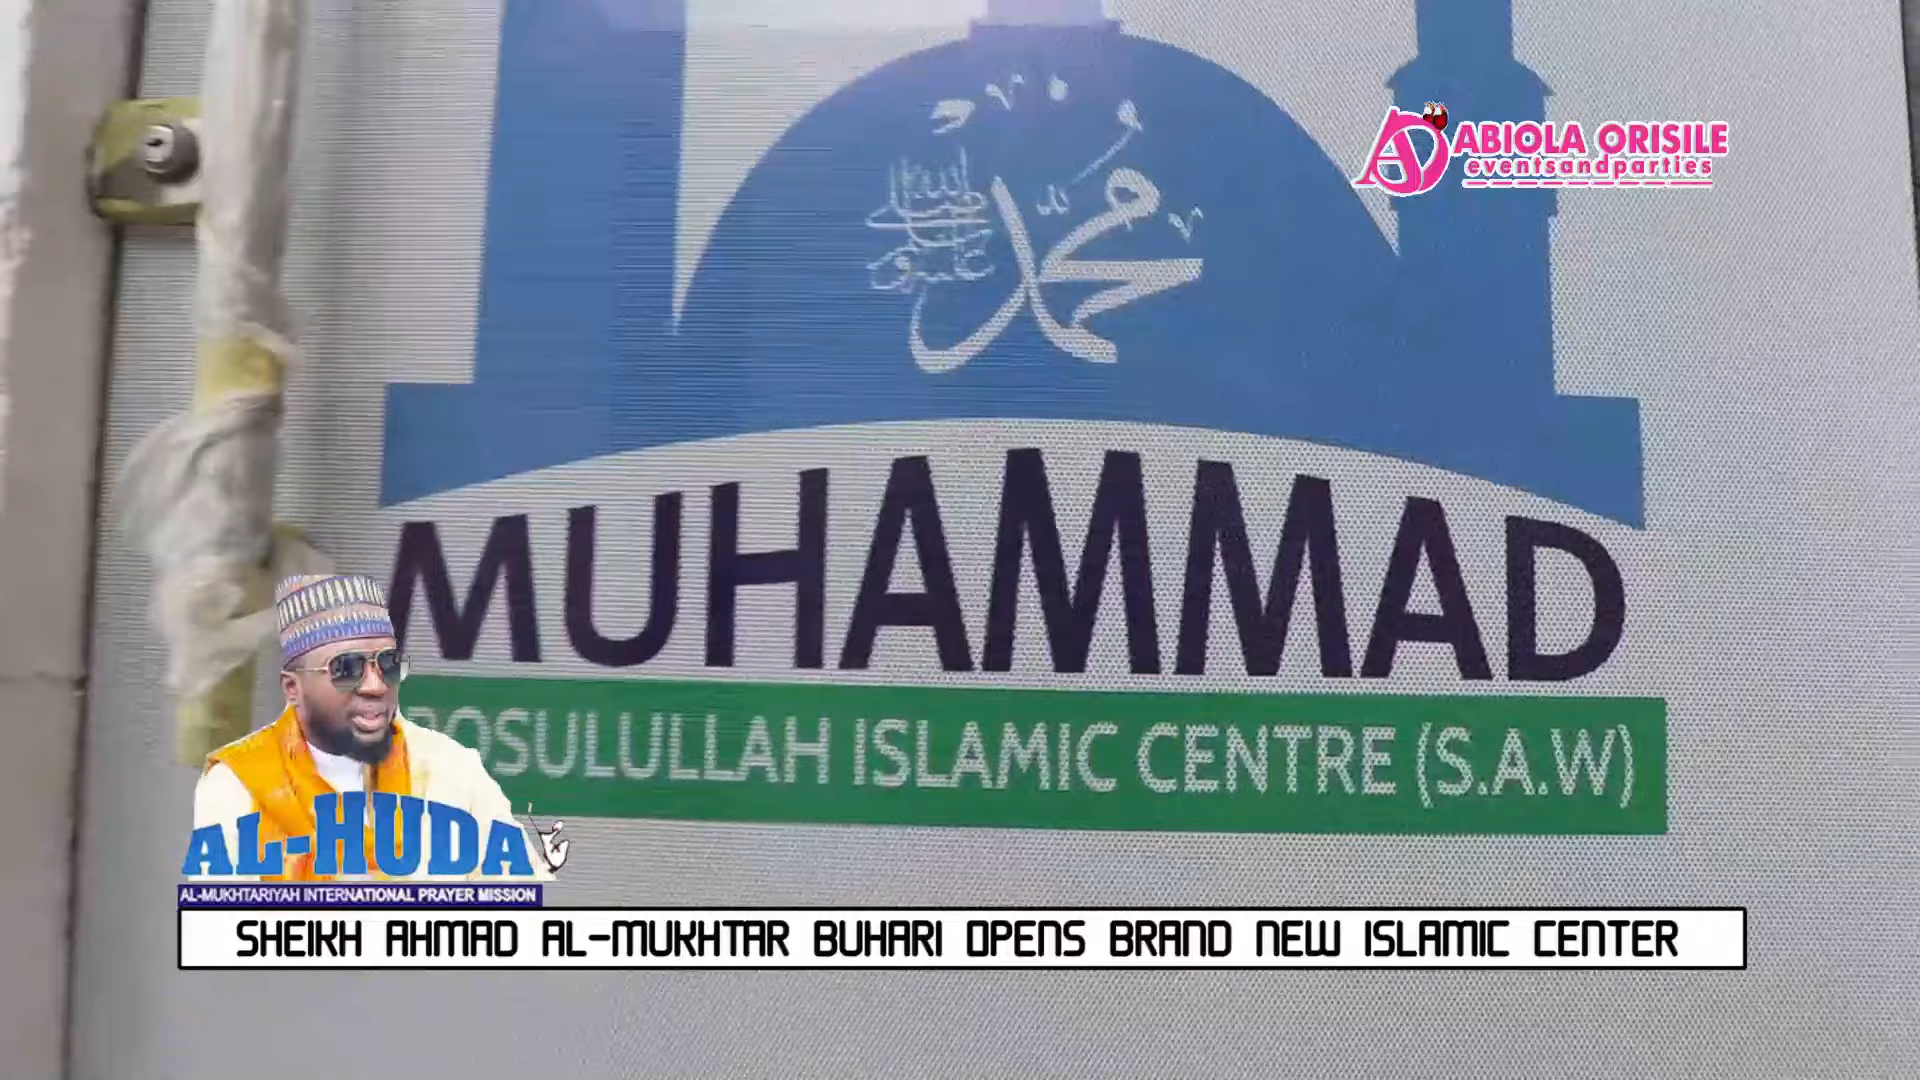 ABIOLA ORISILE
eventsandparties
محمد
صلى الله عليه وسلم
MUHAMMAD
ROSULULLAH ISLAMIC CENTRE (S.A.W)
AL-HUDA
AL-MUKHTARIYAH INTERNATIONAL PRAYER MISSION
SHEIKH AHMAD AL-MUKHTAR BUHARI OPENS BRAND NEW ISLAMIC CENTER